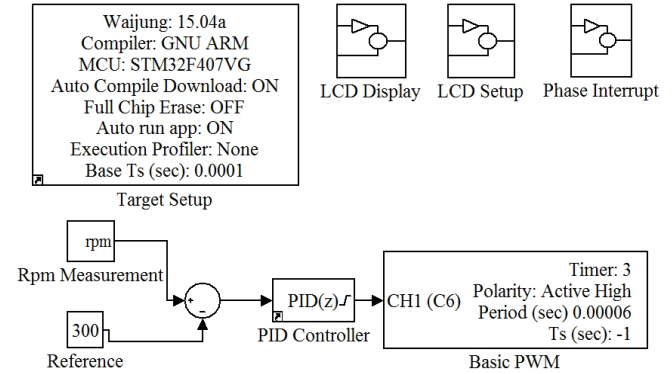 Waijung: 15.04a
Compiler: GNU ARM
MCU: STM32F407VG
Auto Compile Download: ON
Full Chip Erase: OFF
Auto run app: ON
Execution Profiler: None
Base Ts (sec): 0.0001
Target Setup
LCD Display
LCD Setup
Phase Interrupt
rpm
Rpm Measurement
300
Reference
+
−
PID(z)
PID Controller
CH1 (C6)
Timer: 3
Polarity: Active High
Period (sec) 0.00006
Ts (sec): -1
Basic PWM